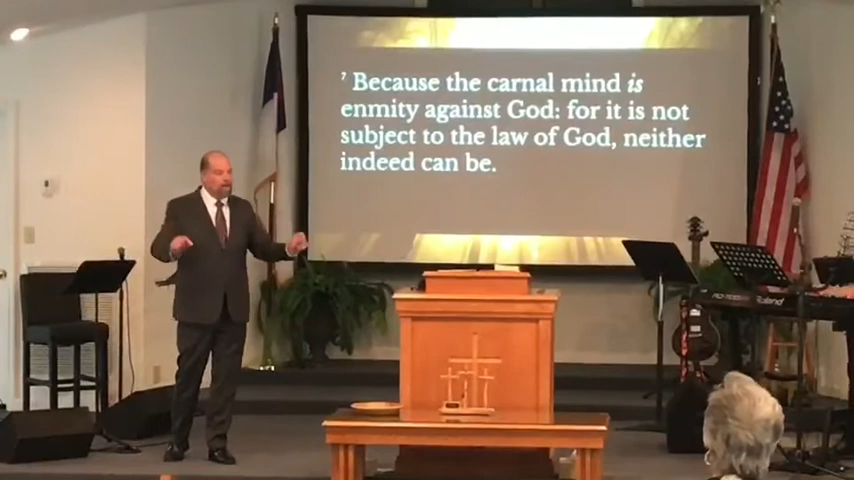 7 Because the carnal mind is
enmity against God: for it is not
subject to the law of God, neither
indeed can be.
Roland